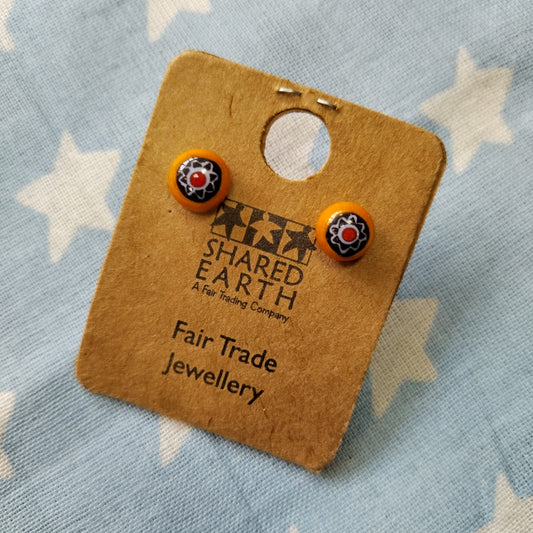 SHARED
EARTH
A Fair Trading Company
Fair Trade
Jewellery